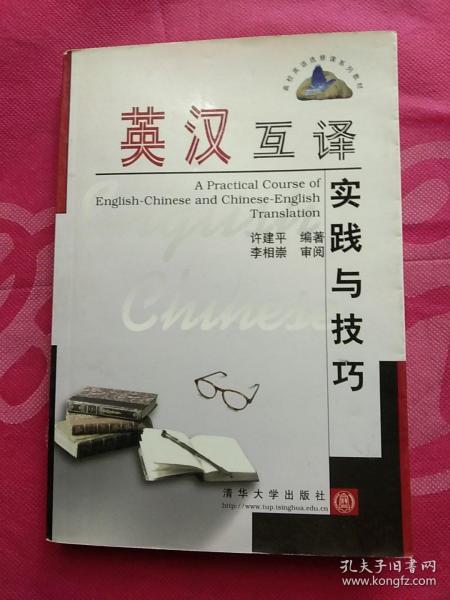 高校英语选修课系列教材
英汉互译
A Practical Course of
English-Chinese and Chinese-English
Translation
实践与技巧
许建平 编著
李相崇 审阅
Chinese
清华大学出版社
http://www.tup.tsinghua.edu.cn
孔夫子旧书网
www.kongfz.com